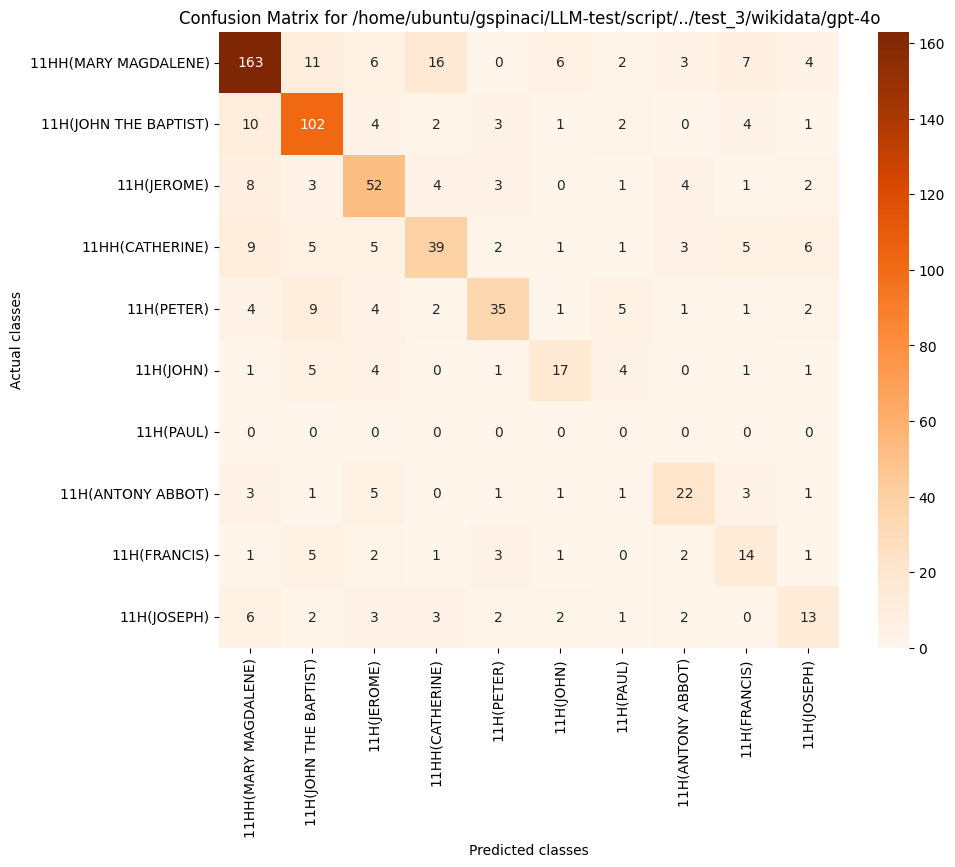 Confusion Matrix for /home/ubuntu/gspinaci/LLM-test/script/../test_3/wikidata/gpt-4o
Actual classes
11HH(MARY MAGDALENE) 163 11 6 16 0 6 2 3 7 4
11H(JOHN THE BAPTIST) 10 102 4 2 3 1 2 0 4 1
11H(JEROME) 8 3 52 4 3 0 1 4 1 2
11HH(CATHERINE) 9 5 5 39 2 1 1 3 5 6
11H(PETER) 4 9 4 2 35 1 5 1 1 2
11H(JOHN) 1 5 4 0 1 17 4 0 1 1
11H(PAUL) 0 0 0 0 0 0 0 0 0 0
11H(ANTONY ABBOT) 3 1 5 0 1 1 1 22 3 1
11H(FRANCIS) 1 5 2 1 3 1 0 2 14 1
11H(JOSEPH) 6 2 3 3 2 2 1 2 0 13
11HH(MARY MAGDALENE)
11H(JOHN THE BAPTIST)
11H(JEROME)
11HH(CATHERINE)
11H(PETER)
11H(JOHN)
11H(PAUL)
11H(ANTONY ABBOT)
11H(FRANCIS)
11H(JOSEPH)
Predicted classes
160
140
120
100
80
60
40
20
0